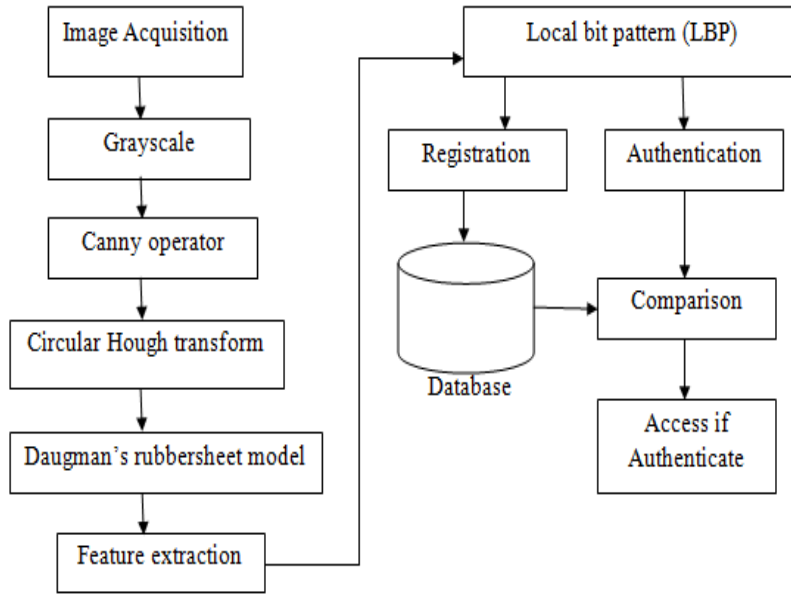 Image Acquisition
Grayscale
Canny operator
Circular Hough transform
Daugman's rubbersheet model
Feature extraction
Local bit pattern (LBP)
Registration
Authentication
Database
Comparison
Access if
Authenticate